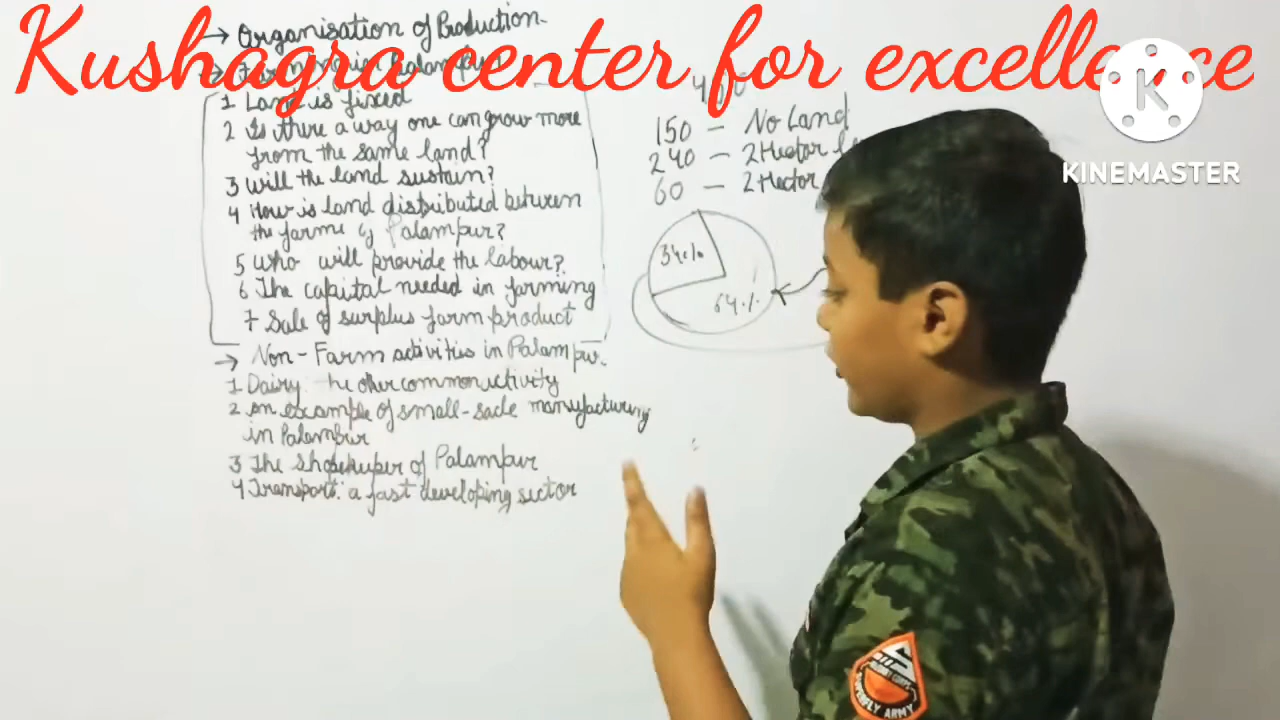 Kushagra center for excellence
K
KINEMASTER
→ Organisation of Production
1 Land is fixed
2 Is there a way one can grow more
from the same land?
3 will the land sustain?
4 How is land distributed between
the farme of Palampur?
5 who will provide the labour?
6 The capital needed in farming
7 Sale of surplus farm product
→ Non-Farm activities in Palampur.
1 Dairy: the other common activity
2 An example of small-scale manufacturing
in Palampur
3 The Shopekuper of Palampur
4 Transport: a fast developing sector
150 - No Land
240 - 2 Hector
60 - 2 Hector
34%
64%